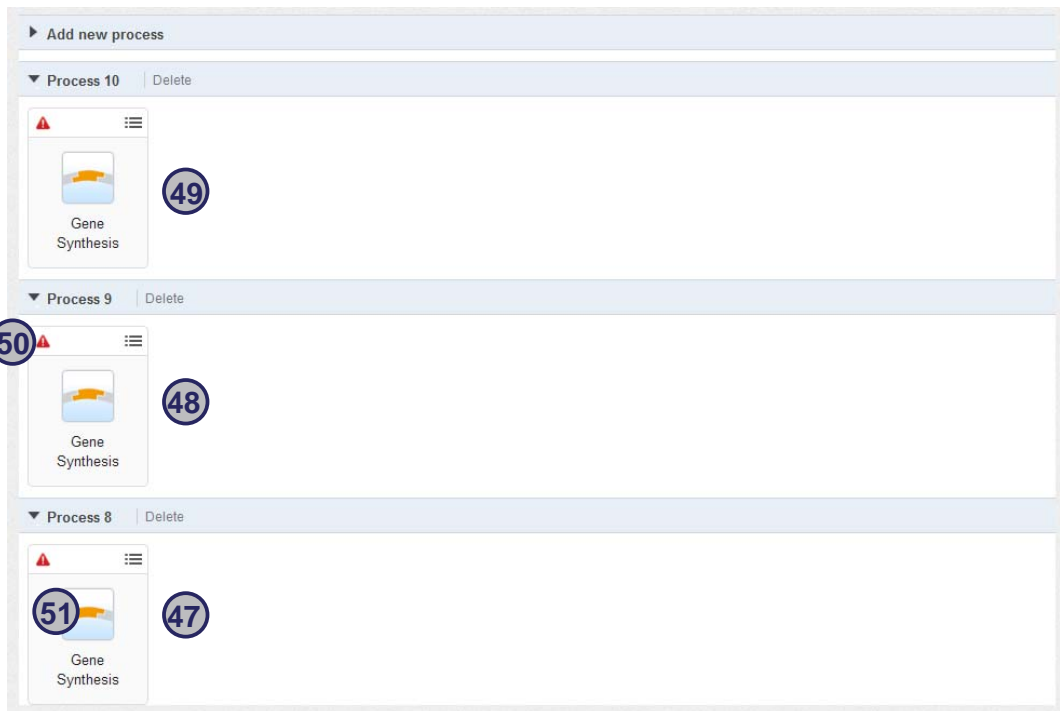 Add new process
Process 10 Delete
49
Gene
Synthesis
Process 9 Delete
50
48
Gene
Synthesis
Process 8 Delete
51
47
Gene
Synthesis